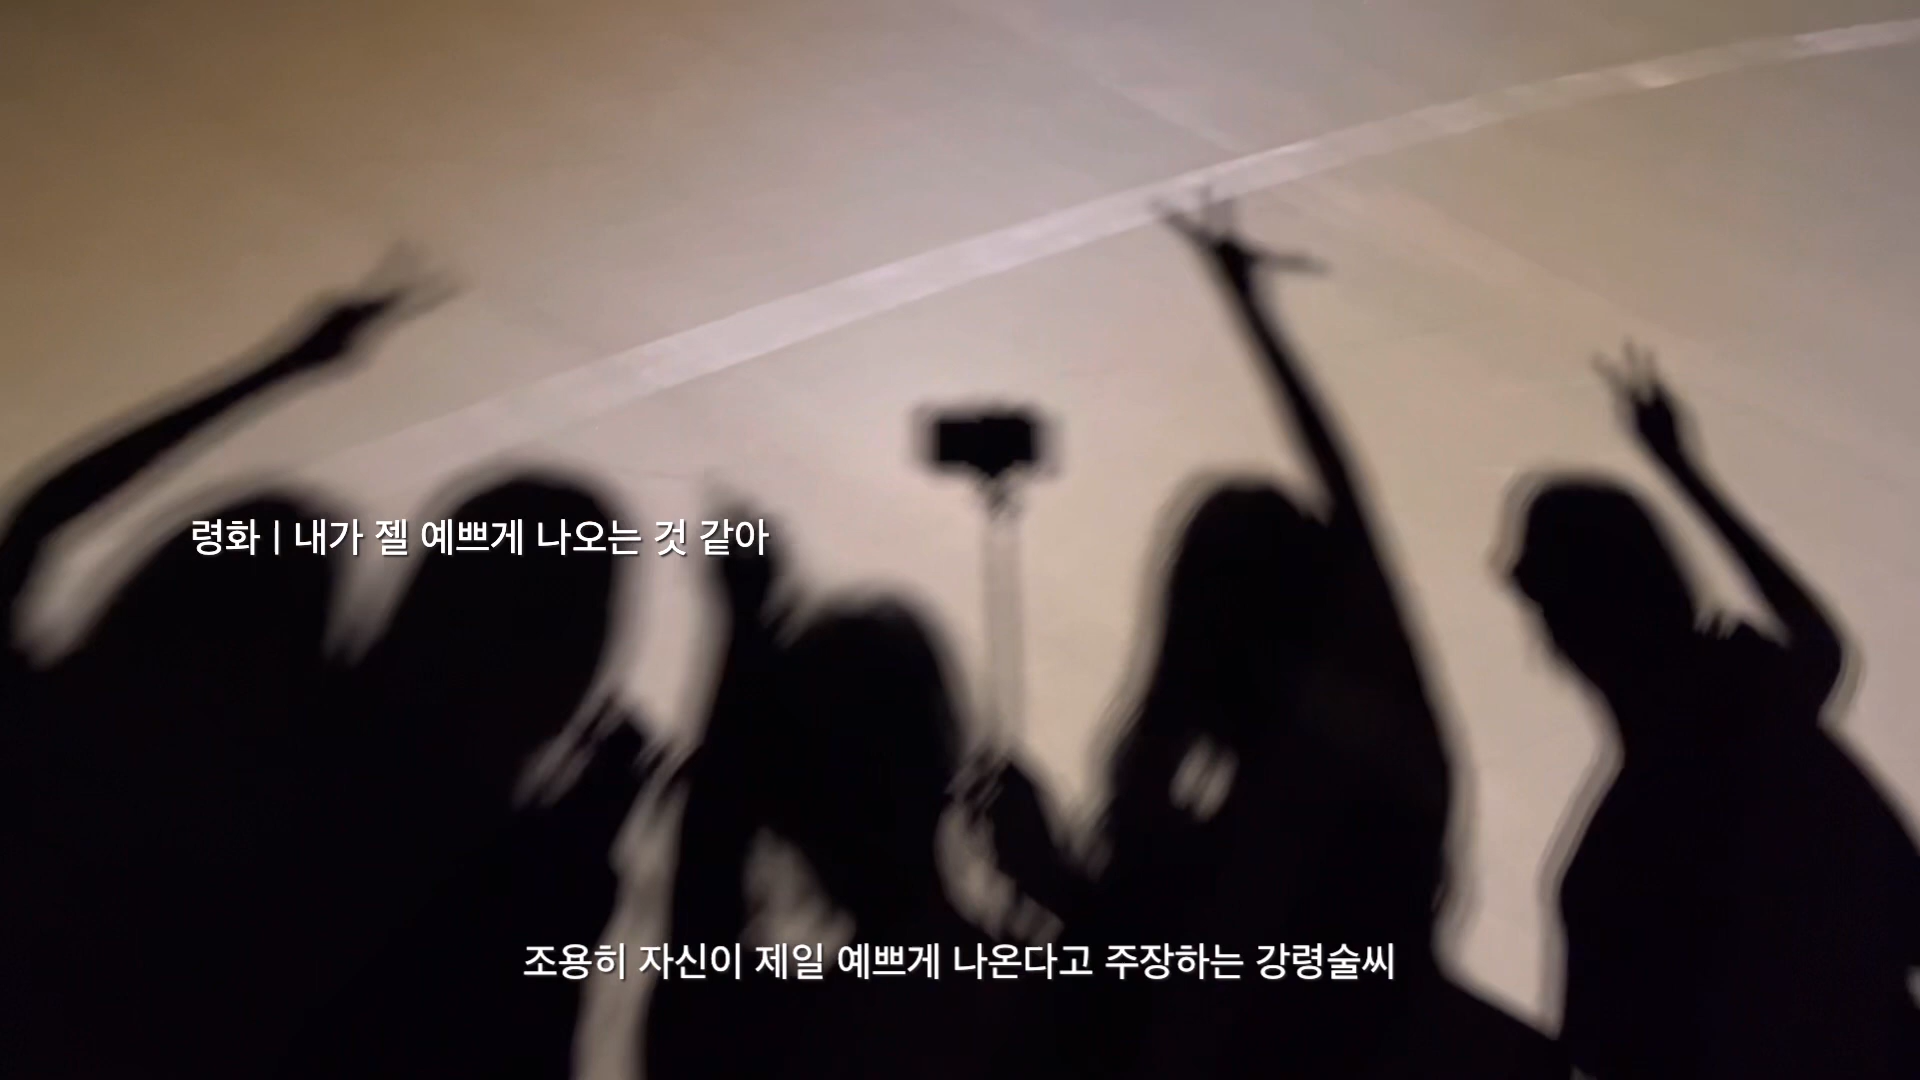 령화 | 내가 젤 예쁘게 나오는 것 같아
조용히 자신이 제일 예쁘게 나온다고 주장하는 강령술씨